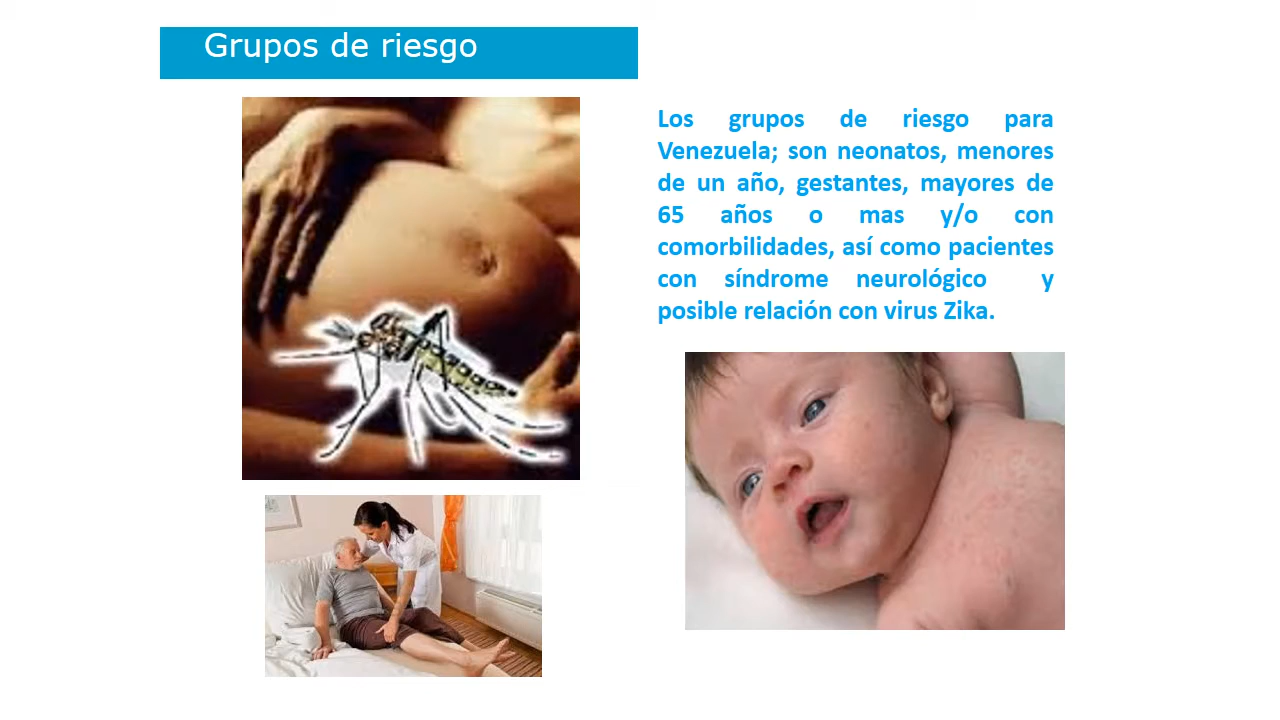 Grupos de riesgo
Los grupos de riesgo para
Venezuela; son neonatos, menores
de un año, gestantes, mayores de
65 años o mas y/o con
comorbilidades, así como pacientes
con síndrome neurológico y
posible relación con virus Zika.